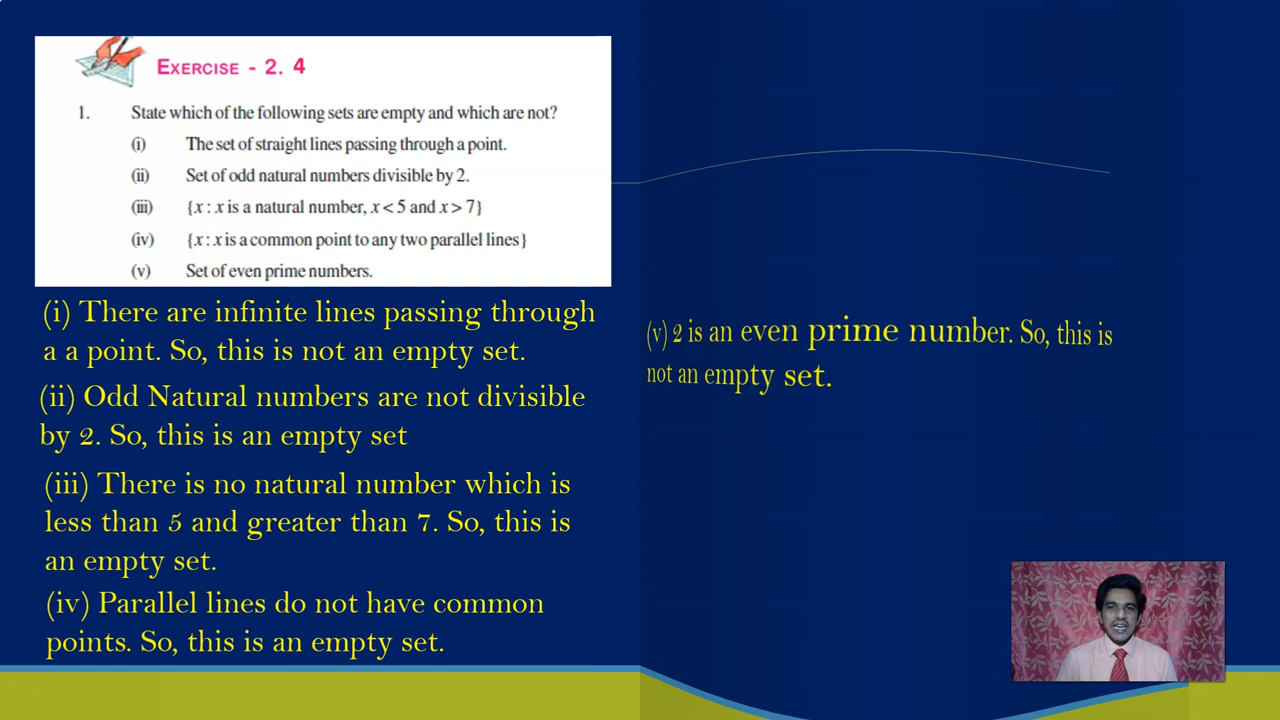 EXERCISE - 2. 4
1. State which of the following sets are empty and which are not?
(i) The set of straight lines passing through a point.
(ii) Set of odd natural numbers divisible by 2.
(iii) {x : x is a natural number, x < 5 and x > 7}
(iv) {x : x is a common point to any two parallel lines}
(v) Set of even prime numbers.
(i) There are infinite lines passing through
a a point. So, this is not an empty set.
(ii) Odd Natural numbers are not divisible
by 2. So, this is an empty set
(iii) There is no natural number which is
less than 5 and greater than 7. So, this is
an empty set.
(iv) Parallel lines do not have common
points. So, this is an empty set.
(v) 2 is an even prime number. So, this is
not an empty set.